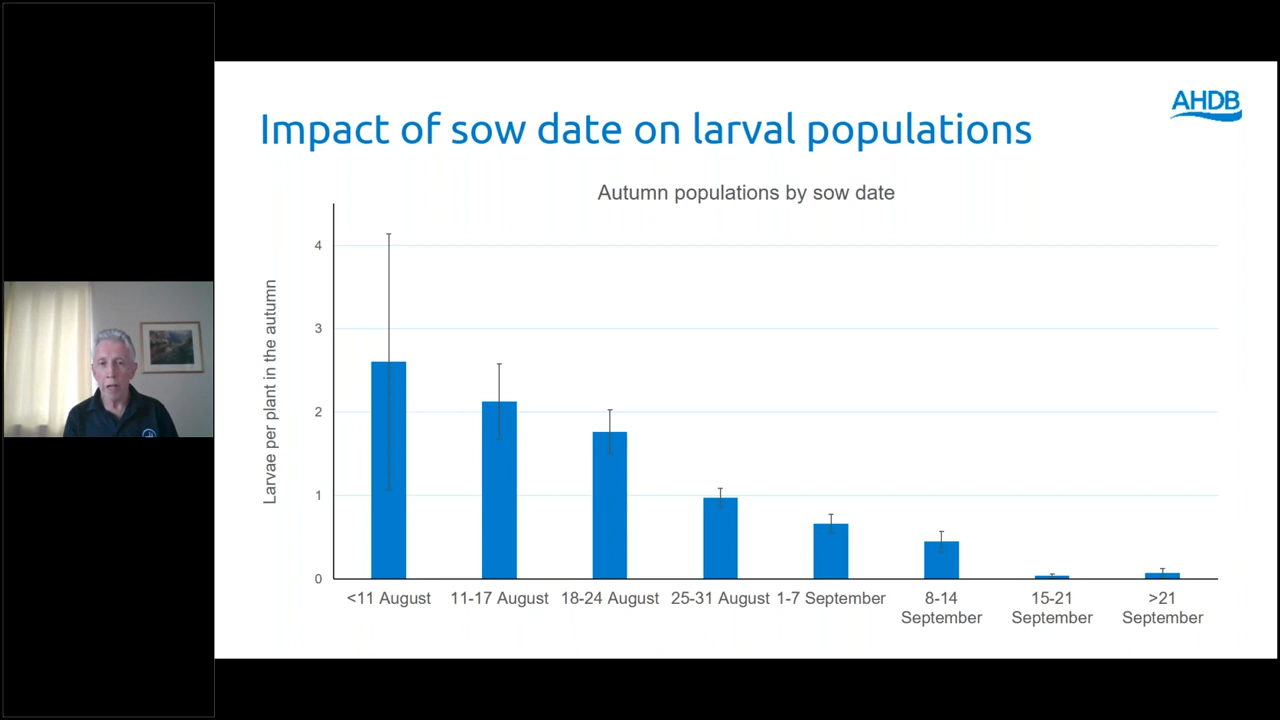 AHDB
Impact of sow date on larval populations
Autumn populations by sow date
Larvae per plant in the autumn
4
3
2
1
0
<11 August
11-17 August
18-24 August
25-31 August
1-7 September
8-14
September
15-21
September
>21
September